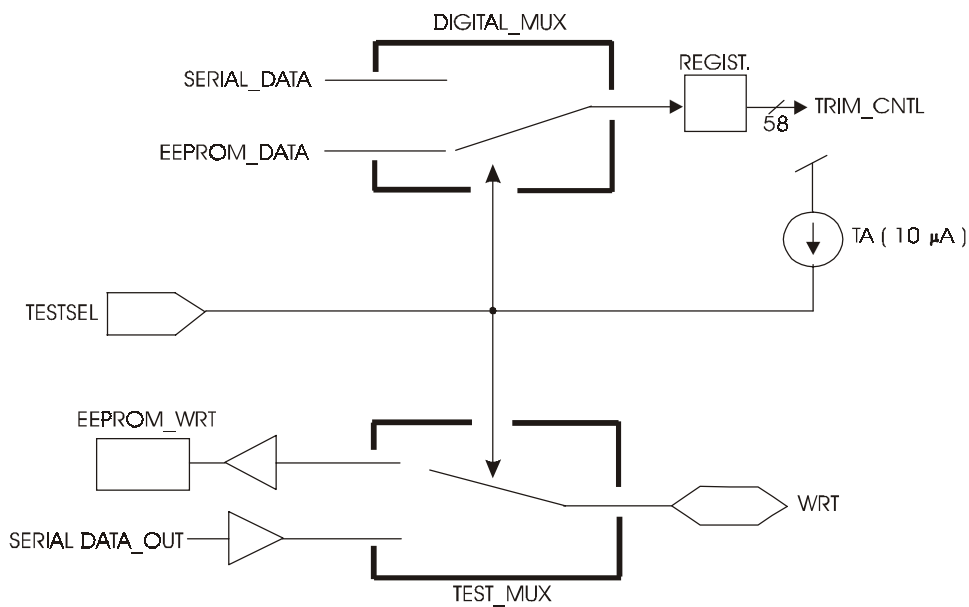 DIGITAL_MUX
SERIAL_DATA
REGIST.
TRIM_CNTL
58
EEPROM_DATA
TA ( 10 µA )
TESTSEL
EEPROM_WRT
WRT
SERIAL DATA_OUT
TEST_MUX